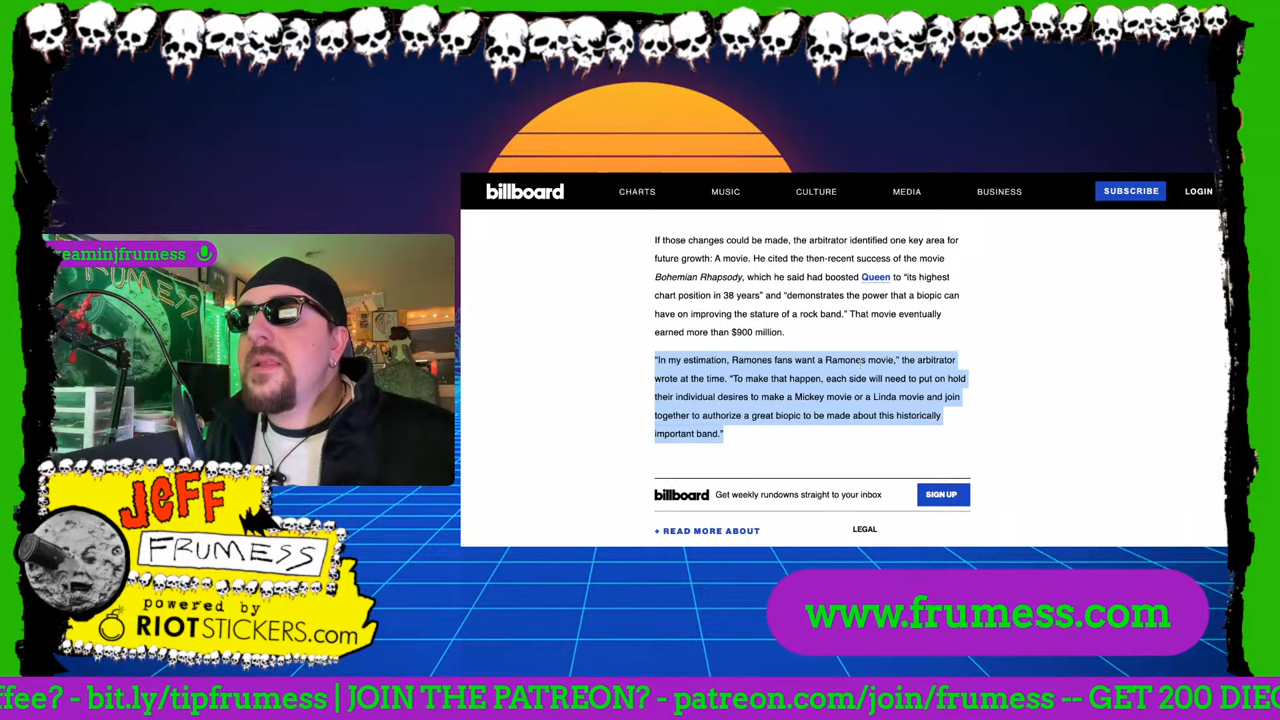 billboard
CHARTS
MUSIC
CULTURE
MEDIA
BUSINESS
SUBSCRIBE
LOGIN
If those changes could be made, the arbitrator identified one key area for
future growth: A movie. He cited the then-recent success of the movie
Bohemian Rhapsody, which he said had boosted Queen to “its highest
chart position in 38 years” and “demonstrates the power that a biopic can
have on improving the stature of a rock band.” That movie eventually
earned more than $900 million.
“In my estimation, Ramones fans want a Ramones movie,” the arbitrator
wrote at the time. “To make that happen, each side will need to put on hold
their individual desires to make a Mickey movie or a Linda movie and join
together to authorize a great biopic to be made about this historically
important band.”
billboard Get weekly rundowns straight to your inbox
SIGN UP
+ READ MORE ABOUT
LEGAL
eaminjfrumess
FRUMESS
JEFF
FRUMESS
powered by
RIOTSTICKERS.com
www.frumess.com
ffee? - bit.ly/tipfrumess | JOIN THE PATREON? - patreon.com/join/frumess -- GET 200 DIEC